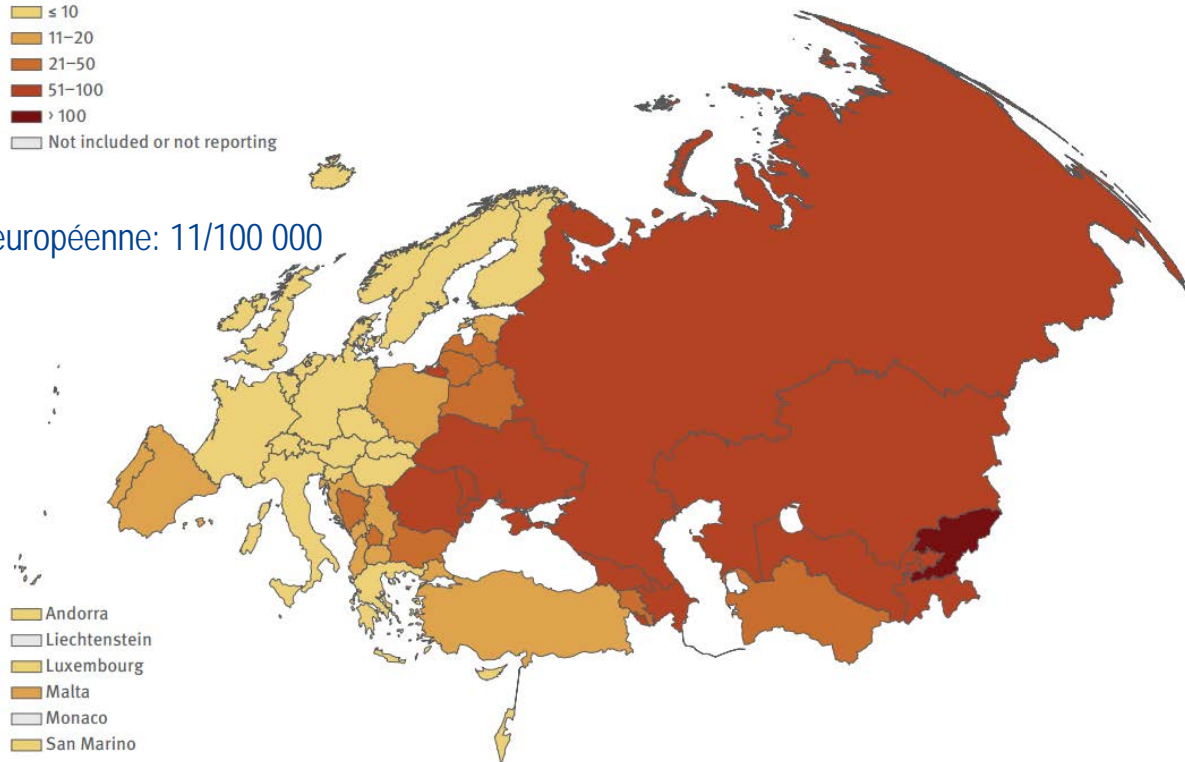 ≤ 10
11–20
21–50
51–100
› 100
Not included or not reporting
européenne: 11/100 000
Andorra
Liechtenstein
Luxembourg
Malta
Monaco
San Marino